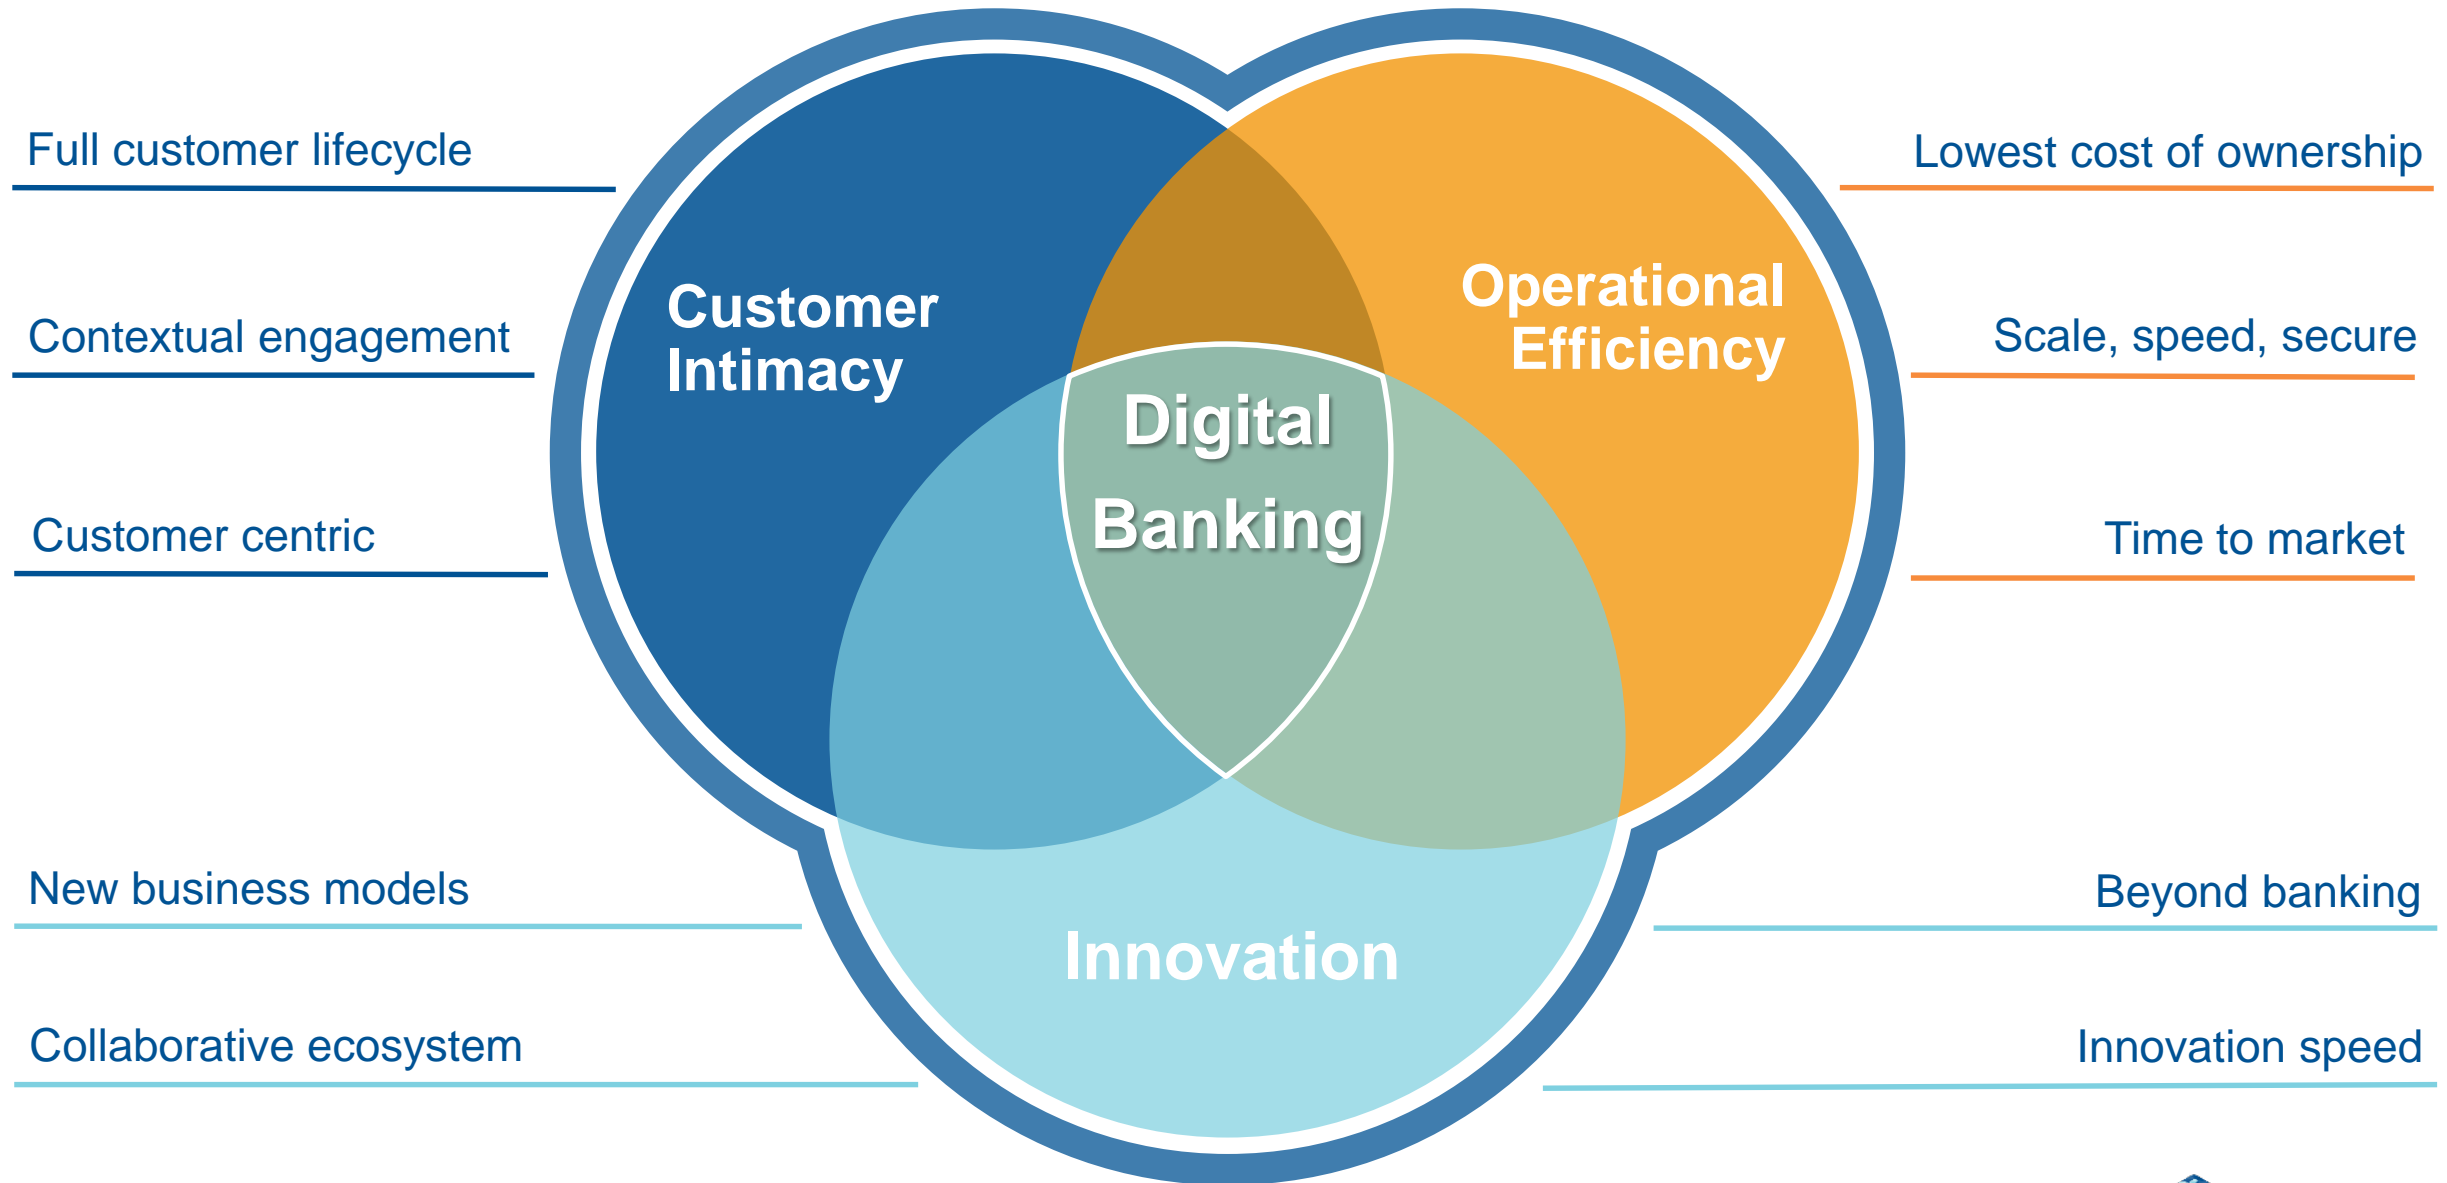 Full customer lifecycle
Contextual engagement
Customer centric
New business models
Collaborative ecosystem
Customer
Intimacy
Operational
Efficiency
Digital
Banking
Innovation
Lowest cost of ownership
Scale, speed, secure
Time to market
Beyond banking
Innovation speed